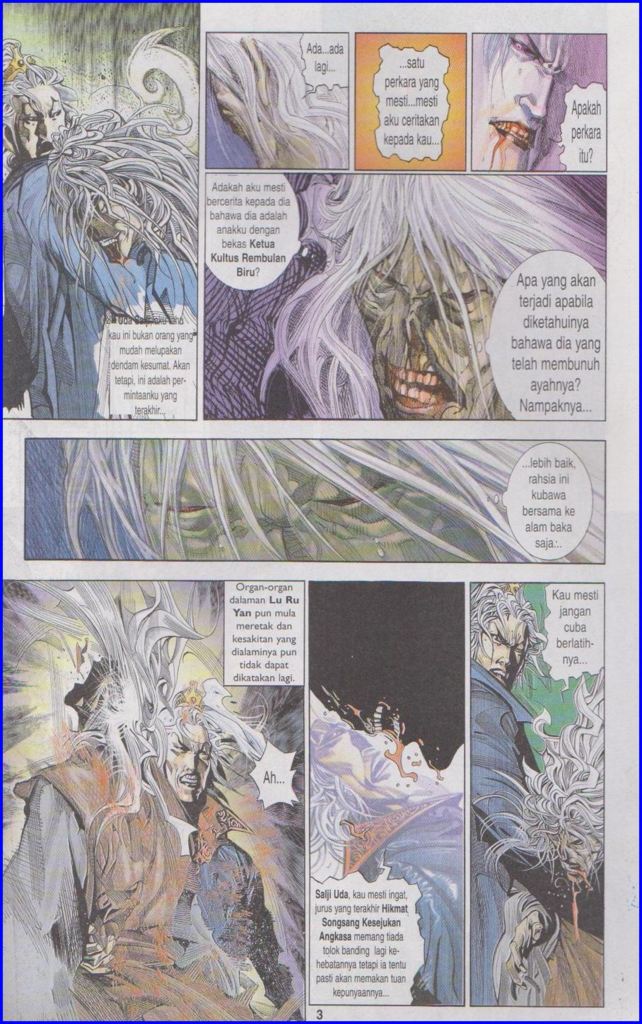 Uda Salji, aku tahu
kau ini bukan orang yang
mudah melupakan
dendam kesumat. Akan
tetapi, ini adalah per-
mintaanku yang
terakhir...
Ada...ada
lagi...
...satu
perkara yang
mesti...mesti
aku ceritakan
kepada kau...
Apakah
perkara
itu?
Adakah aku mesti
bercerita kepada dia
bahawa dia adalah
anakku dengan
bekas Ketua
Kultus Rembulan
Biru?
Apa yang akan
terjadi apabila
diketahuinya
bahawa dia yang
telah membunuh
ayahnya?
Nampaknya...
...lebih baik,
rahsia ini
kubawa
bersama ke
alam baka
saja...
Organ-organ
dalaman Lu Ru
Yan pun mula
meretak dan
kesakitan yang
dialaminya pun
tidak dapat
dikatakan lagi.
Ah...
Salji Uda, kau mesti ingat,
jurus yang terakhir Hikmat
Songsang Kesejukan
Angkasa memang tiada
tolok banding lagi ke-
hebatannya tetapi ia tentu
pasti akan memakan tuan
kepunyaannya...
Kau mesti
jangan
cuba
berlatih-
nya...
3